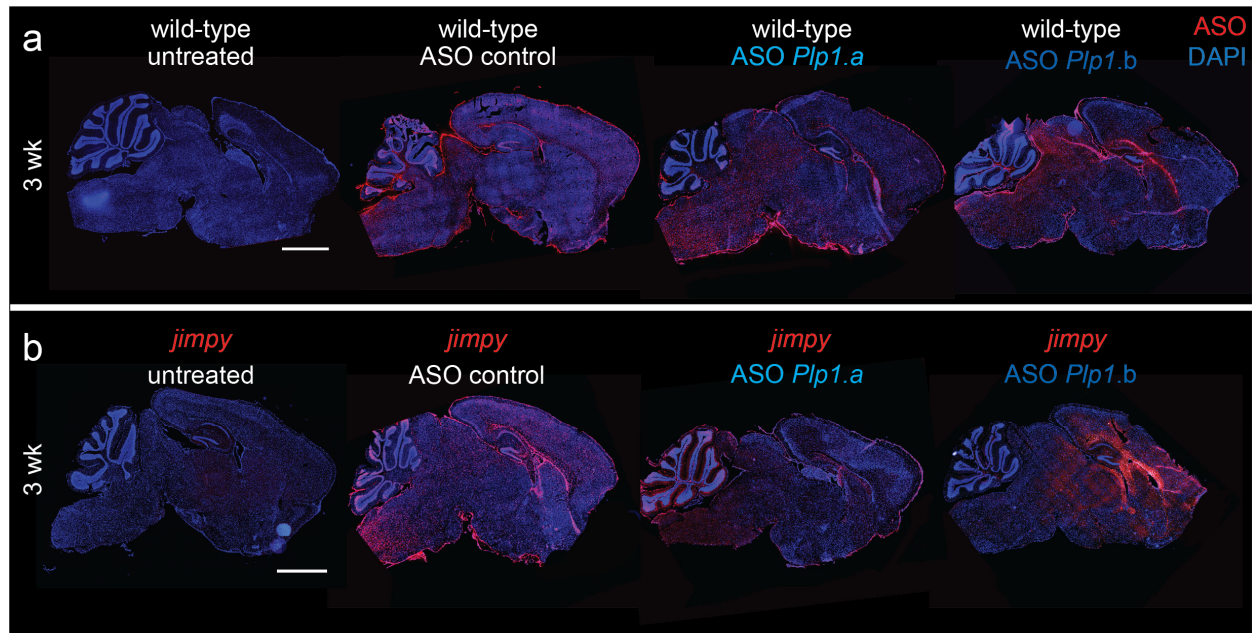 a
wild-type
untreated
wild-type
ASO control
wild-type
ASO Plp1.a
wild-type
ASO Plp1.b
ASO
DAPI
3 wk
b
jimpy
untreated
jimpy
ASO control
jimpy
ASO Plp1.a
jimpy
ASO Plp1.b
3 wk